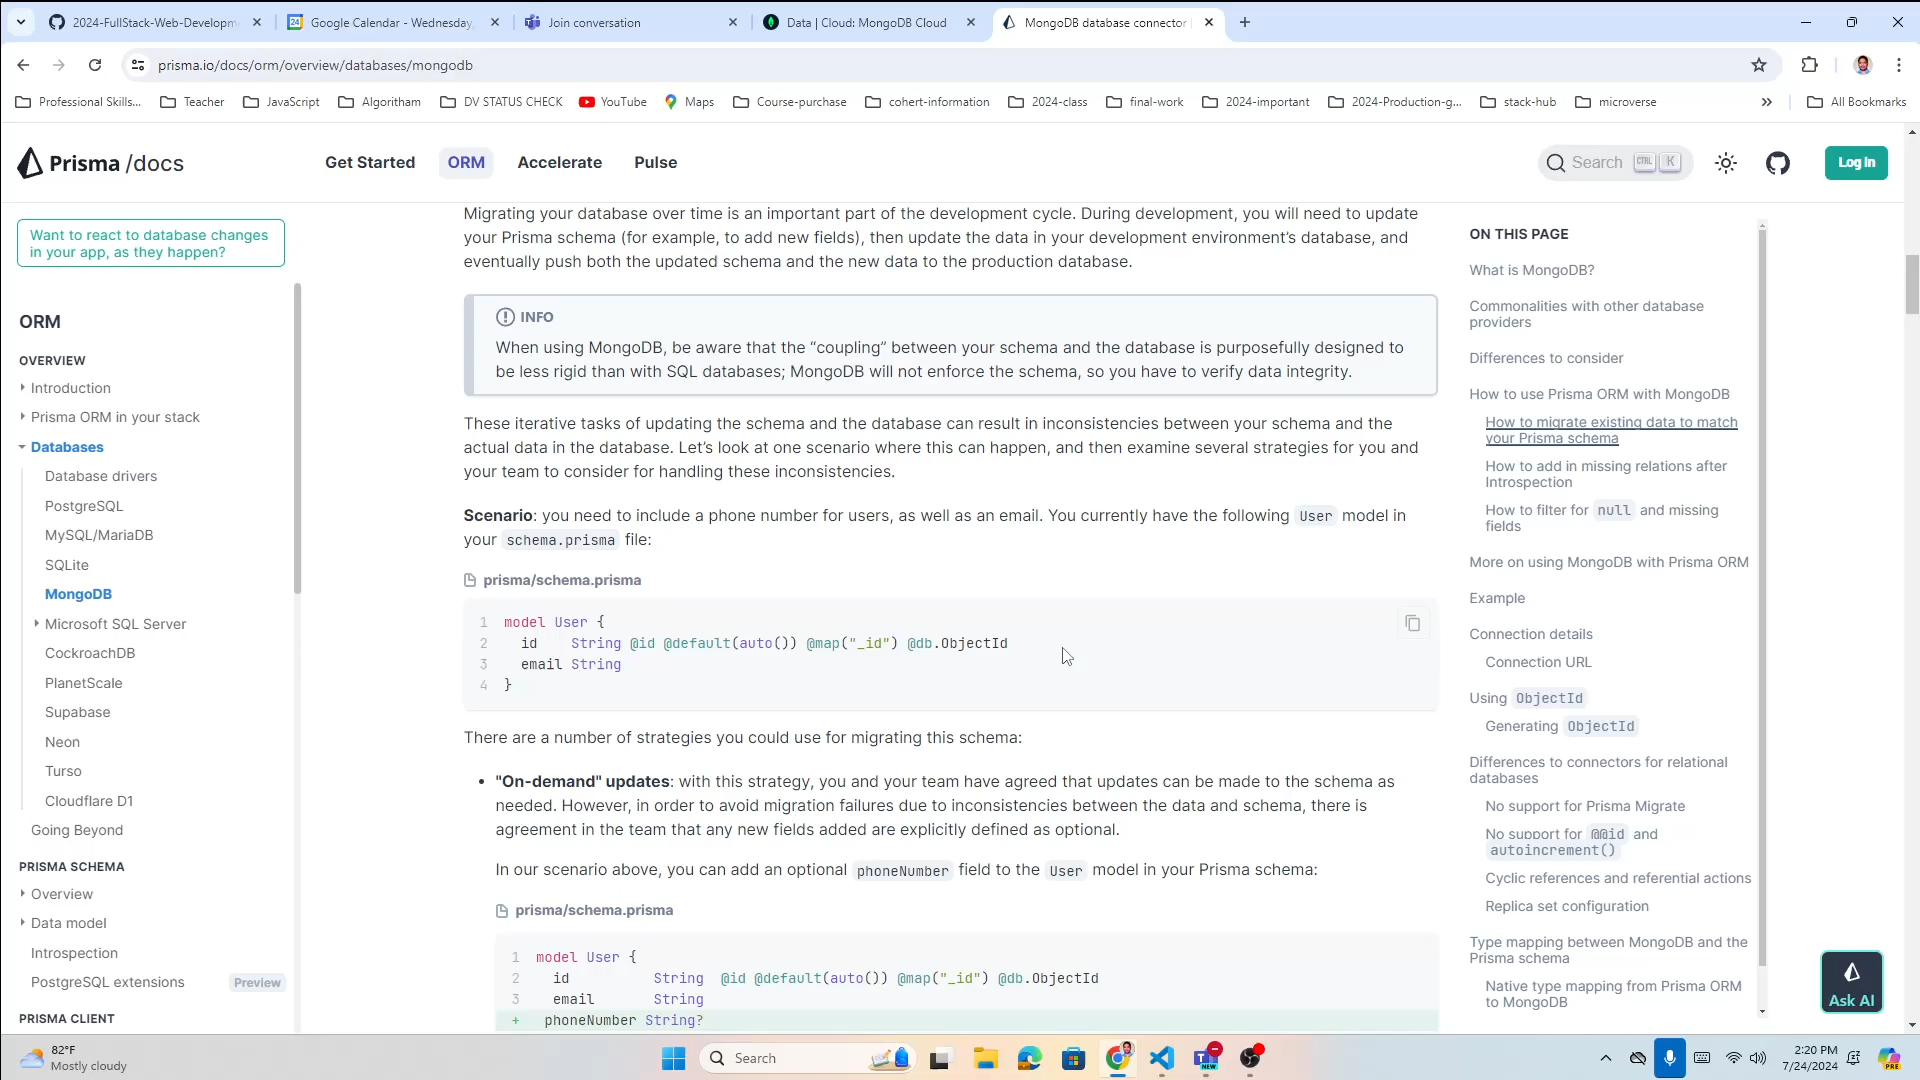 2024-FullStack-Web-Developm
Google Calendar - Wednesday,
Join conversation
Data | Cloud: MongoDB Cloud
MongoDB database connector |
prisma.io/docs/orm/overview/databases/mongodb
Professional Skills...
Teacher
JavaScript
Algoritham
DV STATUS CHECK
YouTube
Maps
Course-purchase
cohert-information
2024-class
final-work
2024-important
2024-Production-g...
stack-hub
microverse
»
All Bookmarks
Prisma /docs
Get Started
ORM
Accelerate
Pulse
Search CTRL K
Log In
Want to react to database changes
in your app, as they happen?
ORM
OVERVIEW
Introduction
Prisma ORM in your stack
Databases
Database drivers
PostgreSQL
MySQL/MariaDB
SQLite
MongoDB
Microsoft SQL Server
CockroachDB
PlanetScale
Supabase
Neon
Turso
Cloudflare D1
Going Beyond
PRISMA SCHEMA
Overview
Data model
Introspection
PostgreSQL extensions Preview
PRISMA CLIENT
Migrating your database over time is an important part of the development cycle. During development, you will need to update
your Prisma schema (for example, to add new fields), then update the data in your development environment's database, and
eventually push both the updated schema and the new data to the production database.
INFO
When using MongoDB, be aware that the “coupling” between your schema and the database is purposefully designed to
be less rigid than with SQL databases; MongoDB will not enforce the schema, so you have to verify data integrity.
These iterative tasks of updating the schema and the database can result in inconsistencies between your schema and the
actual data in the database. Let's look at one scenario where this can happen, and then examine several strategies for you and
your team to consider for handling these inconsistencies.
Scenario: you need to include a phone number for users, as well as an email. You currently have the following User model in
your schema.prisma file:
prisma/schema.prisma
1 model User {
2 id String @id @default(auto()) @map("_id") @db.ObjectId
3 email String
4 }
There are a number of strategies you could use for migrating this schema:
• "On-demand" updates: with this strategy, you and your team have agreed that updates can be made to the schema as
needed. However, in order to avoid migration failures due to inconsistencies between the data and schema, there is
agreement in the team that any new fields added are explicitly defined as optional.
In our scenario above, you can add an optional phoneNumber field to the User model in your Prisma schema:
prisma/schema.prisma
1 model User {
2 id String @id @default(auto()) @map("_id") @db.ObjectId
3 email String
+ phoneNumber String?
ON THIS PAGE
What is MongoDB?
Commonalities with other database
providers
Differences to consider
How to use Prisma ORM with MongoDB
How to migrate existing data to match
your Prisma schema
How to add in missing relations after
Introspection
How to filter for null and missing
fields
More on using MongoDB with Prisma ORM
Example
Connection details
Connection URL
Using ObjectId
Generating ObjectId
Differences to connectors for relational
databases
No support for Prisma Migrate
No support for @@id and
autoincrement()
Cyclic references and referential actions
Replica set configuration
Type mapping between MongoDB and the
Prisma schema
Native type mapping from Prisma ORM
to MongoDB
Ask AI
82°F
Mostly cloudy
Search
NEW
2:20 PM
7/24/2024
PRE